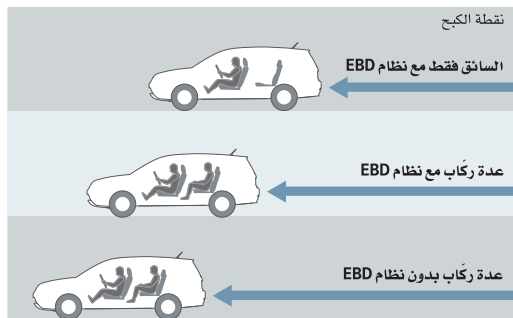 نقطة الكبح
السائق فقط مع نظام EBD
عدة ركّاب مع نظام EBD
عدة ركّاب بدون نظام EBD